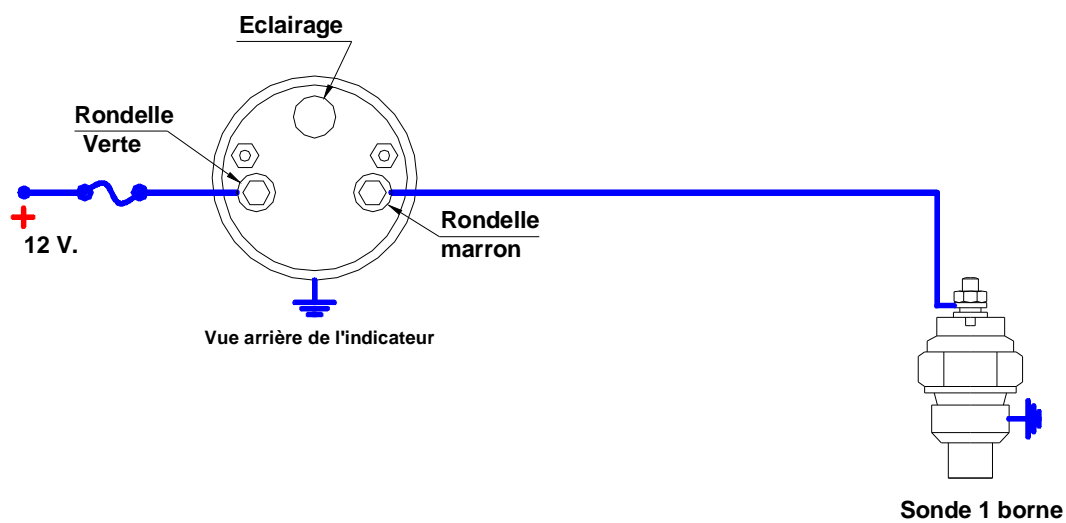 Eclairage
Rondelle
Verte
+
12 V.
Rondelle
marron
Vue arrière de l'indicateur
Sonde 1 borne